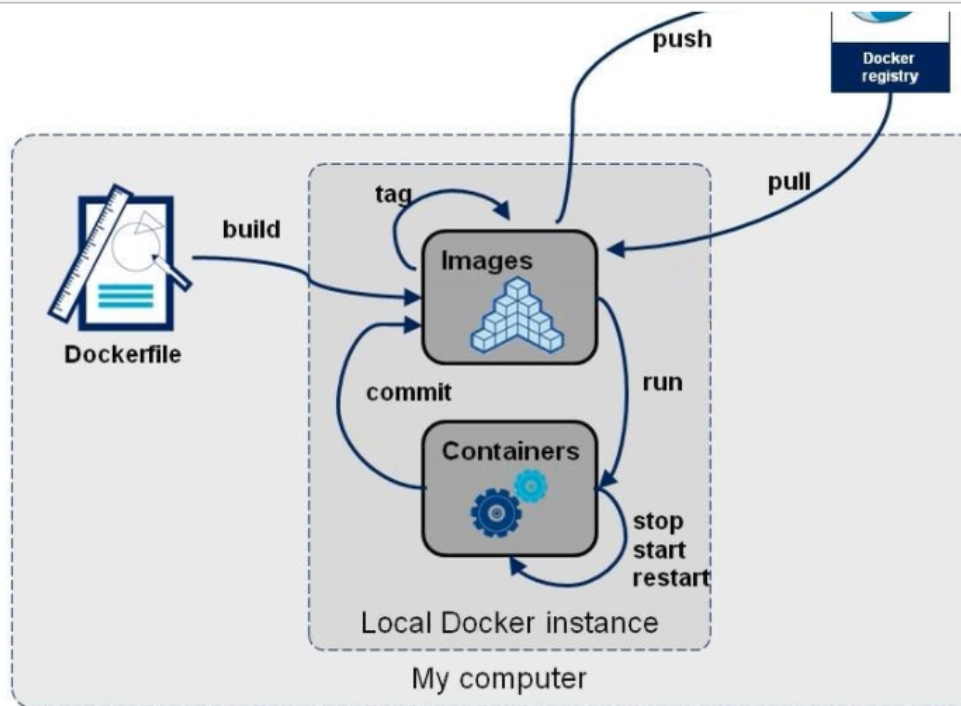 push
Docker
registry
pull
tag
build
Images
Dockerfile
commit
run
Containers
stop
start
restart
Local Docker instance
My computer